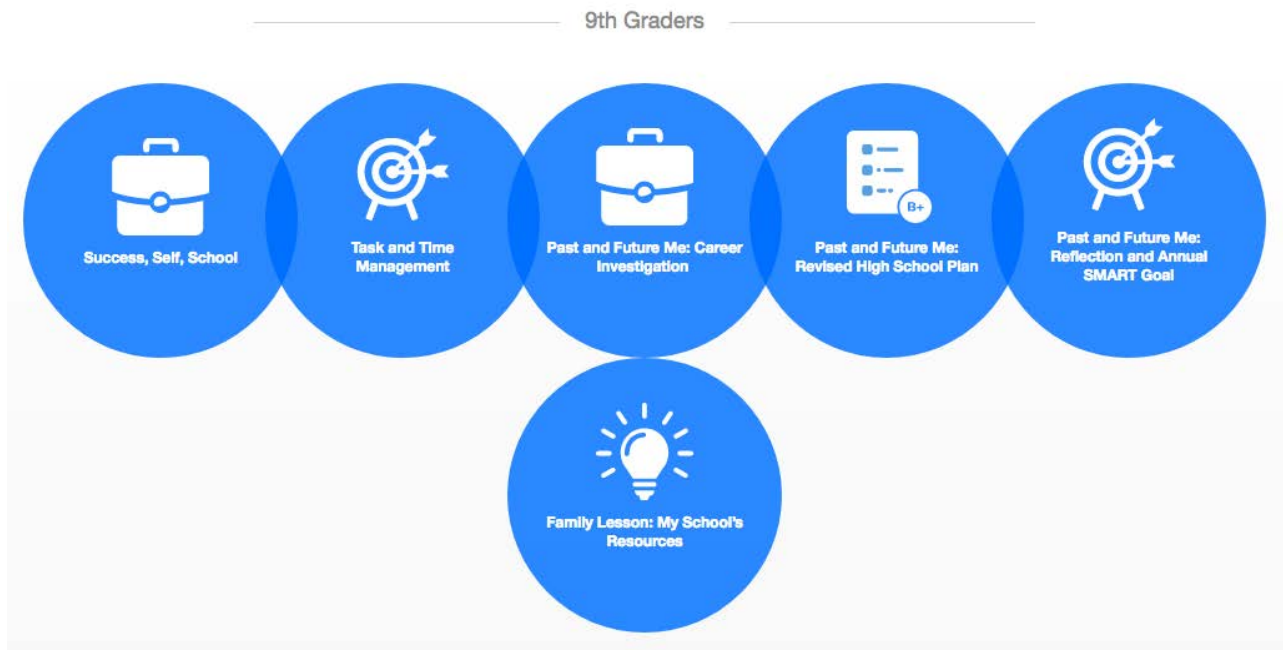 9th Graders
Success, Self, School
Task and Time
Management
Past and Future Me: Career
Investigation
B+
Past and Future Me:
Revised High School Plan
Past and Future Me:
Reflection and Annual
SMART Goal
Family Lesson: My School's
Resources